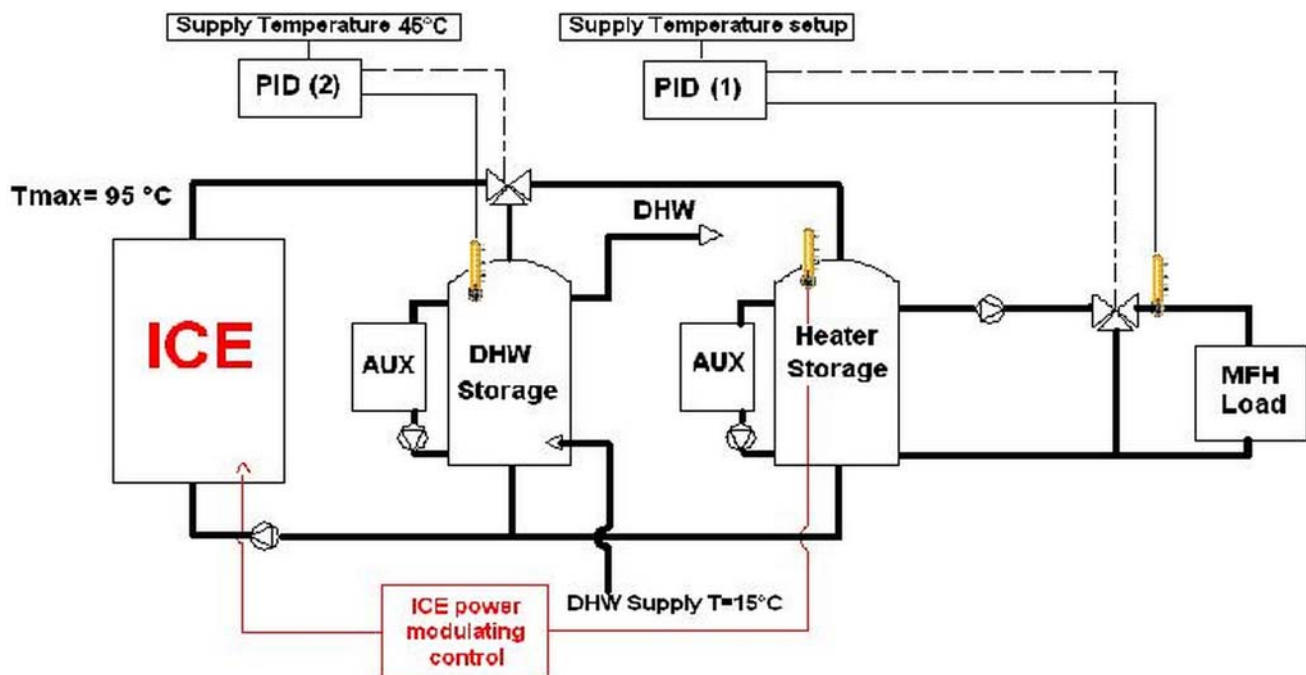 Supply Temperature 45°C
Supply Temperature setup
PID (2)
PID (1)
Tmax= 95 °C
DHW
ICE
AUX
DHW
Storage
AUX
Heater
Storage
MFH
Load
DHW Supply T=15°C
ICE power
modulating
control